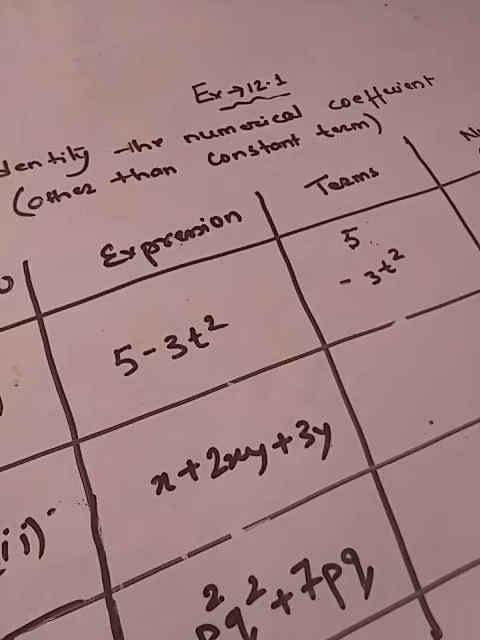 Ex → 12.1
dentity the numerical coefficient
(other than constant term)
Expression Terms
5
- 3t²
5 - 3t²
x + 2xy + 3y
ii)
p²q² + 7pq